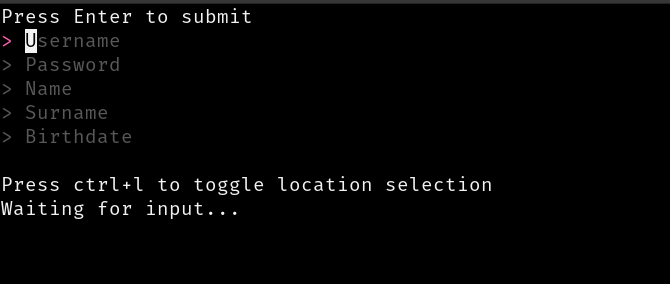 Press Enter to submit
> Username
> Password
> Name
> Surname
> Birthdate
Press ctrl+l to toggle location selection
Waiting for input...